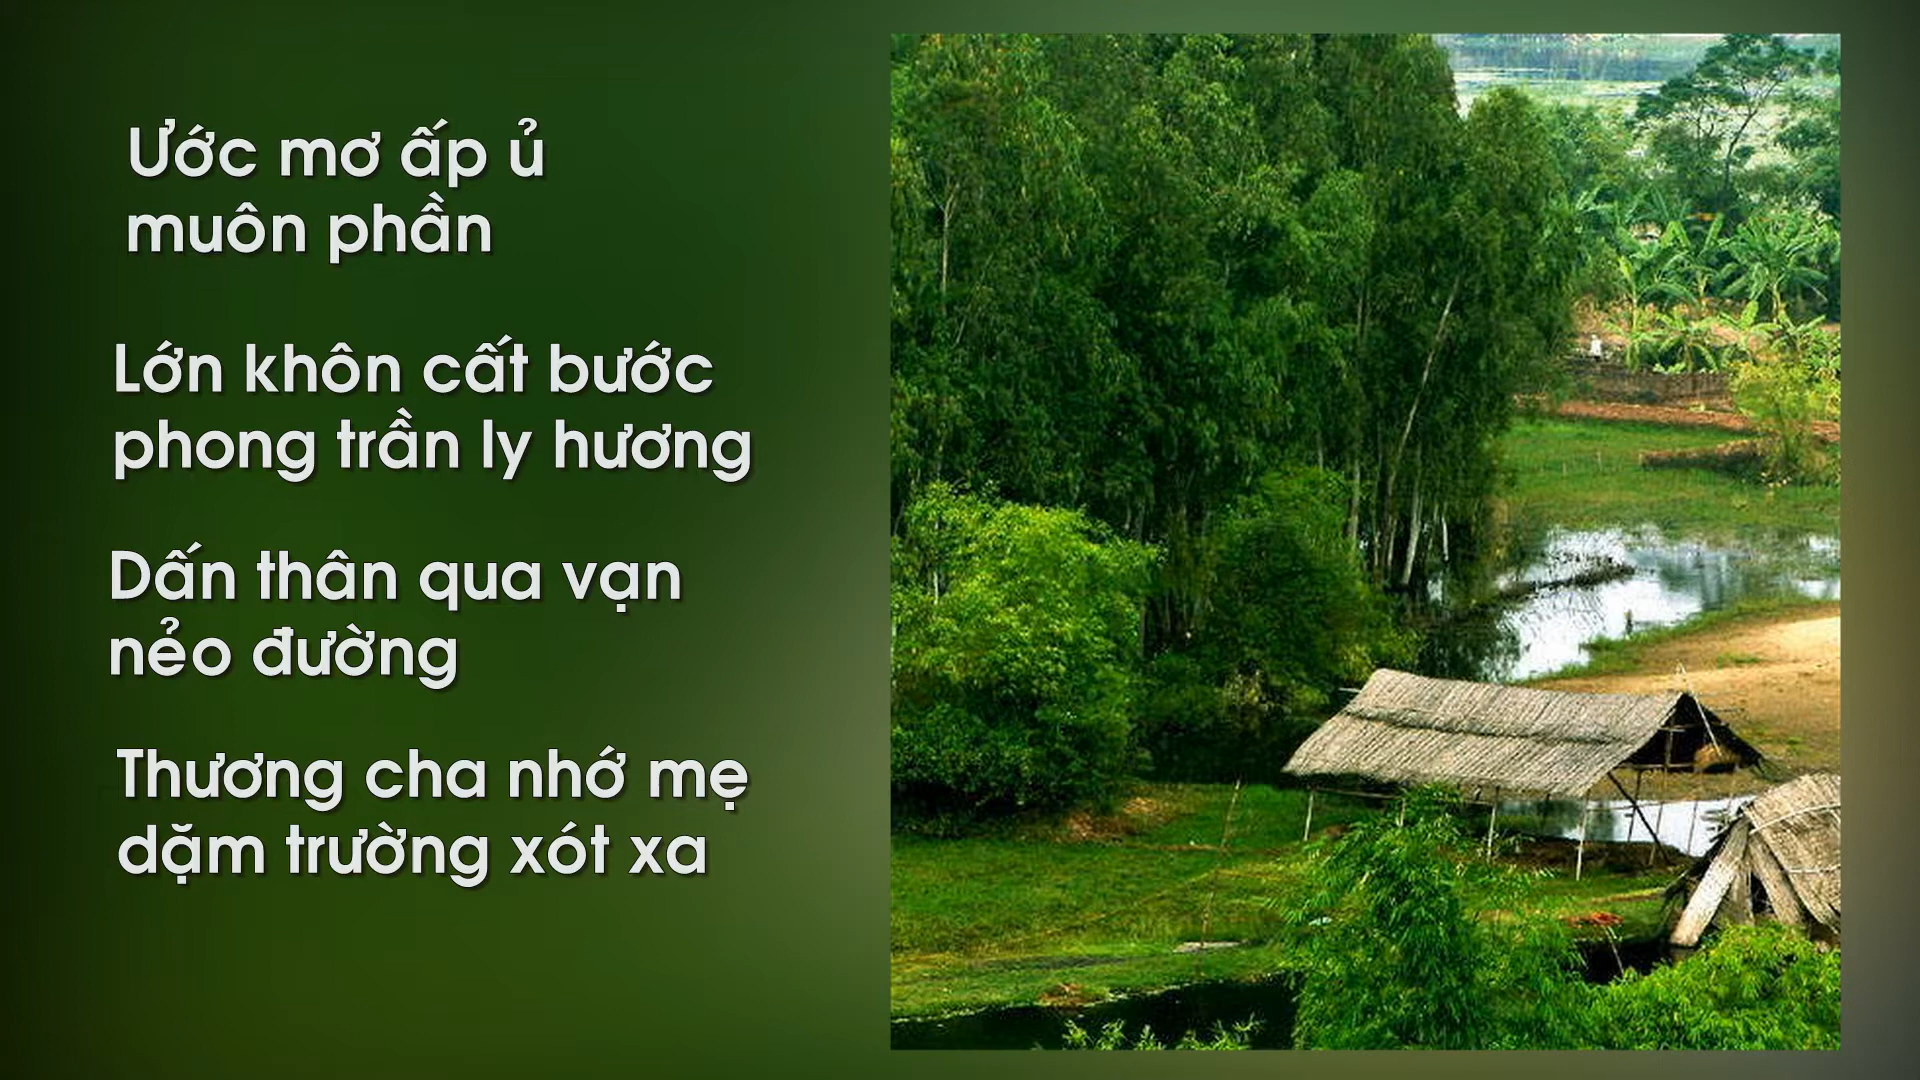 Ước mơ ấp ủ
muôn phần
Lớn khôn cất bước
phong trần ly hương
Dấn thân qua vạn
nẻo đường
Thương cha nhớ mẹ
dặm trường xót xa